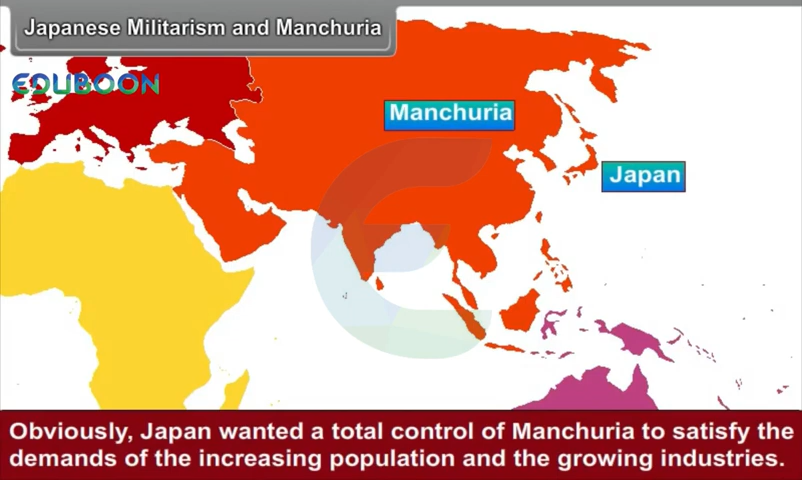 Japanese Militarism and Manchuria
EDUBOON
Manchuria
Japan
Obviously, Japan wanted a total control of Manchuria to satisfy the
demands of the increasing population and the growing industries.